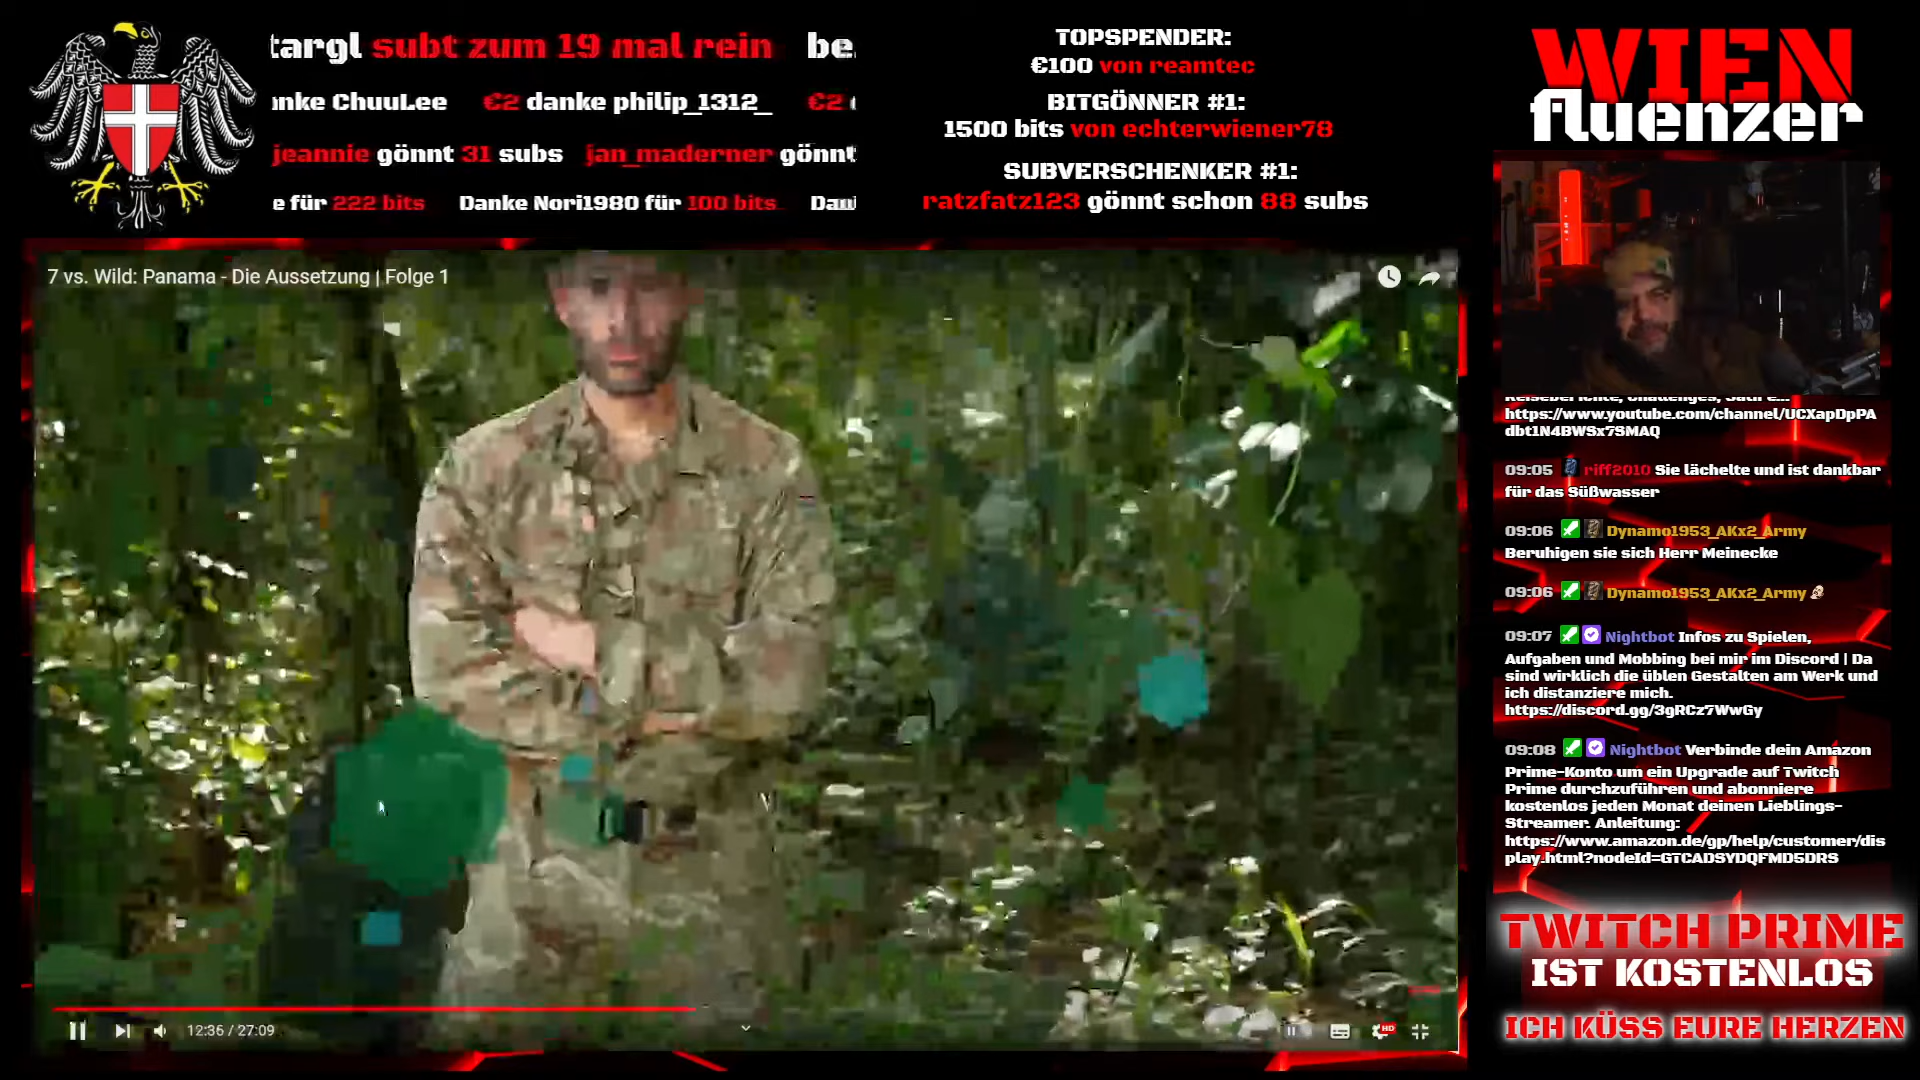 targl subt zum 19 mal rein be
nke ChuuLee €2 danke philip_1312_ €2
jeannie gönnt 31 subs jan_maderner gönnt
e für 222 bits Danke Nori1980 für 100 bits
TOPSPENDER:
€100 von reamtec
BITGÖNNER #1:
1500 bits von echterwiener78
SUBVERSCHENKER #1:
ratzfatz123 gönnt schon 88 subs
WIEN
fluenzer
7 vs. Wild: Panama - Die Aussetzung | Folge 1
https://www.youtube.com/channel/UCXapDpPA
dbt1N4BWSx7SMAQ
09:05 riff2010 Sie lächelte und ist dankbar
für das Süßwasser
09:06 Dynamo1953_AKx2_Army
Beruhigen sie sich Herr Meinecke
09:06 Dynamo1953_AKx2_Army
09:07 Nightbot Infos zu Spielen,
Aufgaben und Mobbing bei mir im Discord | Da
sind wirklich die üblen Gestalten am Werk und
ich distanziere mich.
https://discord.gg/3gRCz7WwGy
09:08 Nightbot Verbinde dein Amazon
Prime-Konto um ein Upgrade auf Twitch
Prime durchzuführen und abonniere
kostenlos jeden Monat deinen Lieblings-
Streamer. Anleitung:
https://www.amazon.de/gp/help/customer/dis
play.html?nodeId=GTCADSYDQFMD5DRS
TWITCH PRIME
IST KOSTENLOS
ICH KÜSS EURE HERZEN
12:36 / 27:09
HD